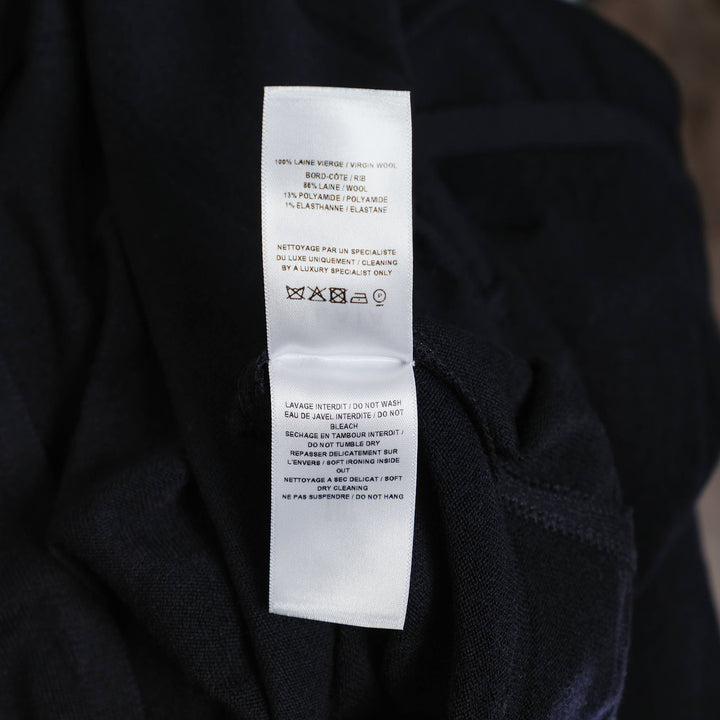 100% LAINE VIERGE / VIRGIN WOOL
BORD-CÔTE / RIB
86% LAINE / WOOL
13% POLYAMIDE / POLYAMIDE
1% ELASTHANNE / ELASTANE
NETTOYAGE PAR UN SPECIALISTE
DU LUXE UNIQUEMENT / CLEANING
BY A LUXURY SPECIALIST ONLY
P
LAVAGE INTERDIT / DO NOT WASH
EAU DE JAVEL INTERDITE / DO NOT
BLEACH
SECHAGE EN TAMBOUR INTERDIT /
DO NOT TUMBLE DRY
REPASSER DELICATEMENT SUR
L'ENVERS / SOFT IRONING INSIDE
OUT
NETTOYAGE A SEC DELICAT / SOFT
DRY CLEANING
NE PAS SUSPENDRE / DO NOT HANG